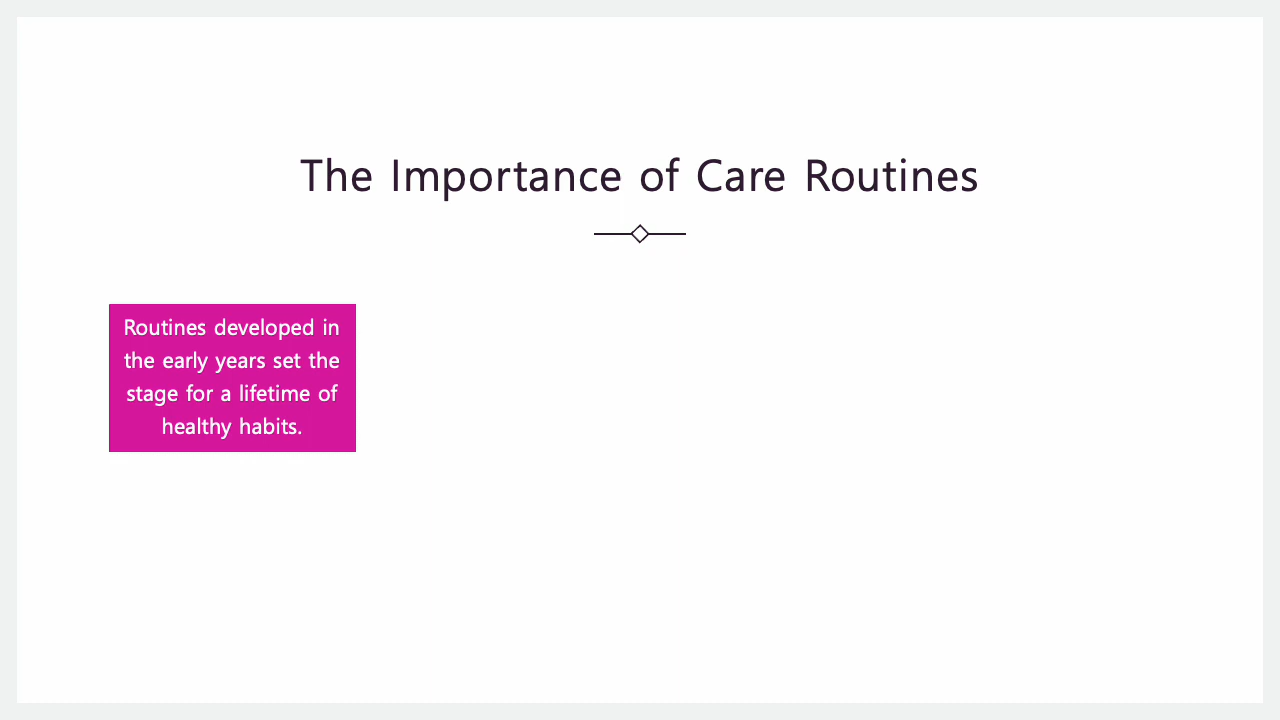 The Importance of Care Routines
Routines developed in
the early years set the
stage for a lifetime of
healthy habits.